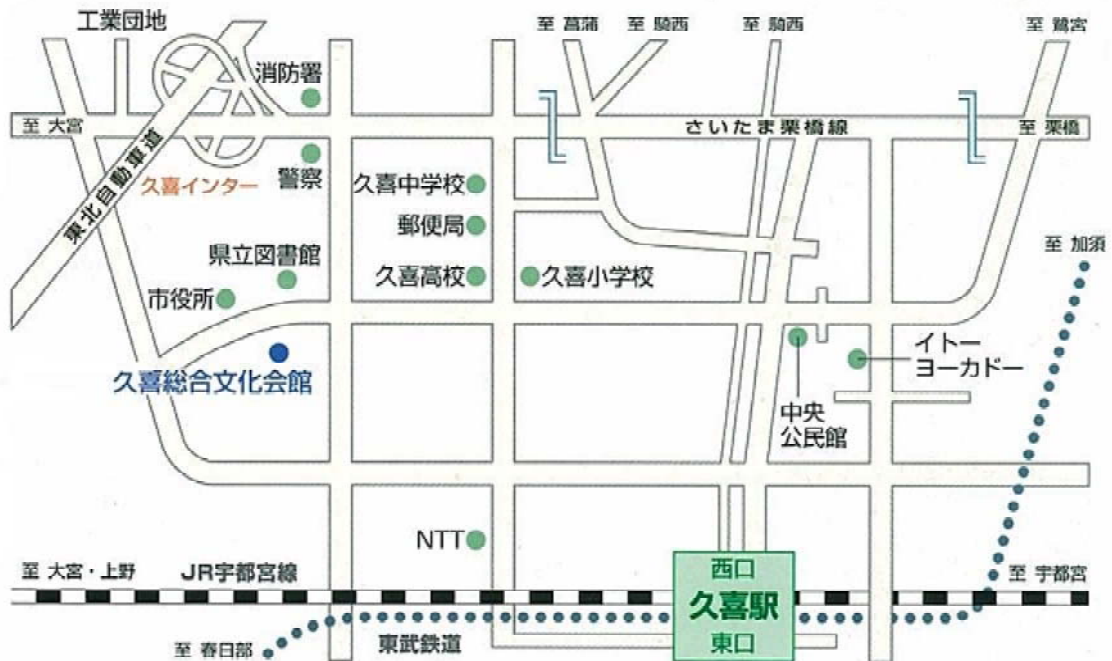 工業団地
至 菖蒲
至 騎西
至 騎西
至 鷲宮
消防署
至 大宮
さいたま栗橋線
至 栗橋
東北自動車道
久喜インター
警察
久喜中学校
郵便局
県立図書館
久喜高校
久喜小学校
至 加須
市役所
久喜総合文化会館
イトー
ヨーカドー
中央
公民館
NTT
至 大宮・上野
JR宇都宮線
西口
久喜駅
東口
至 宇都宮
至 春日部
東武鉄道